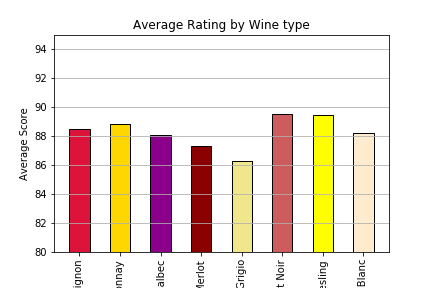 Average Rating by Wine type
Average Score
94
92
90
88
86
84
82
80
ignon
nnay
albec
Merlot
Grigio
t Noir
esling
Blanc